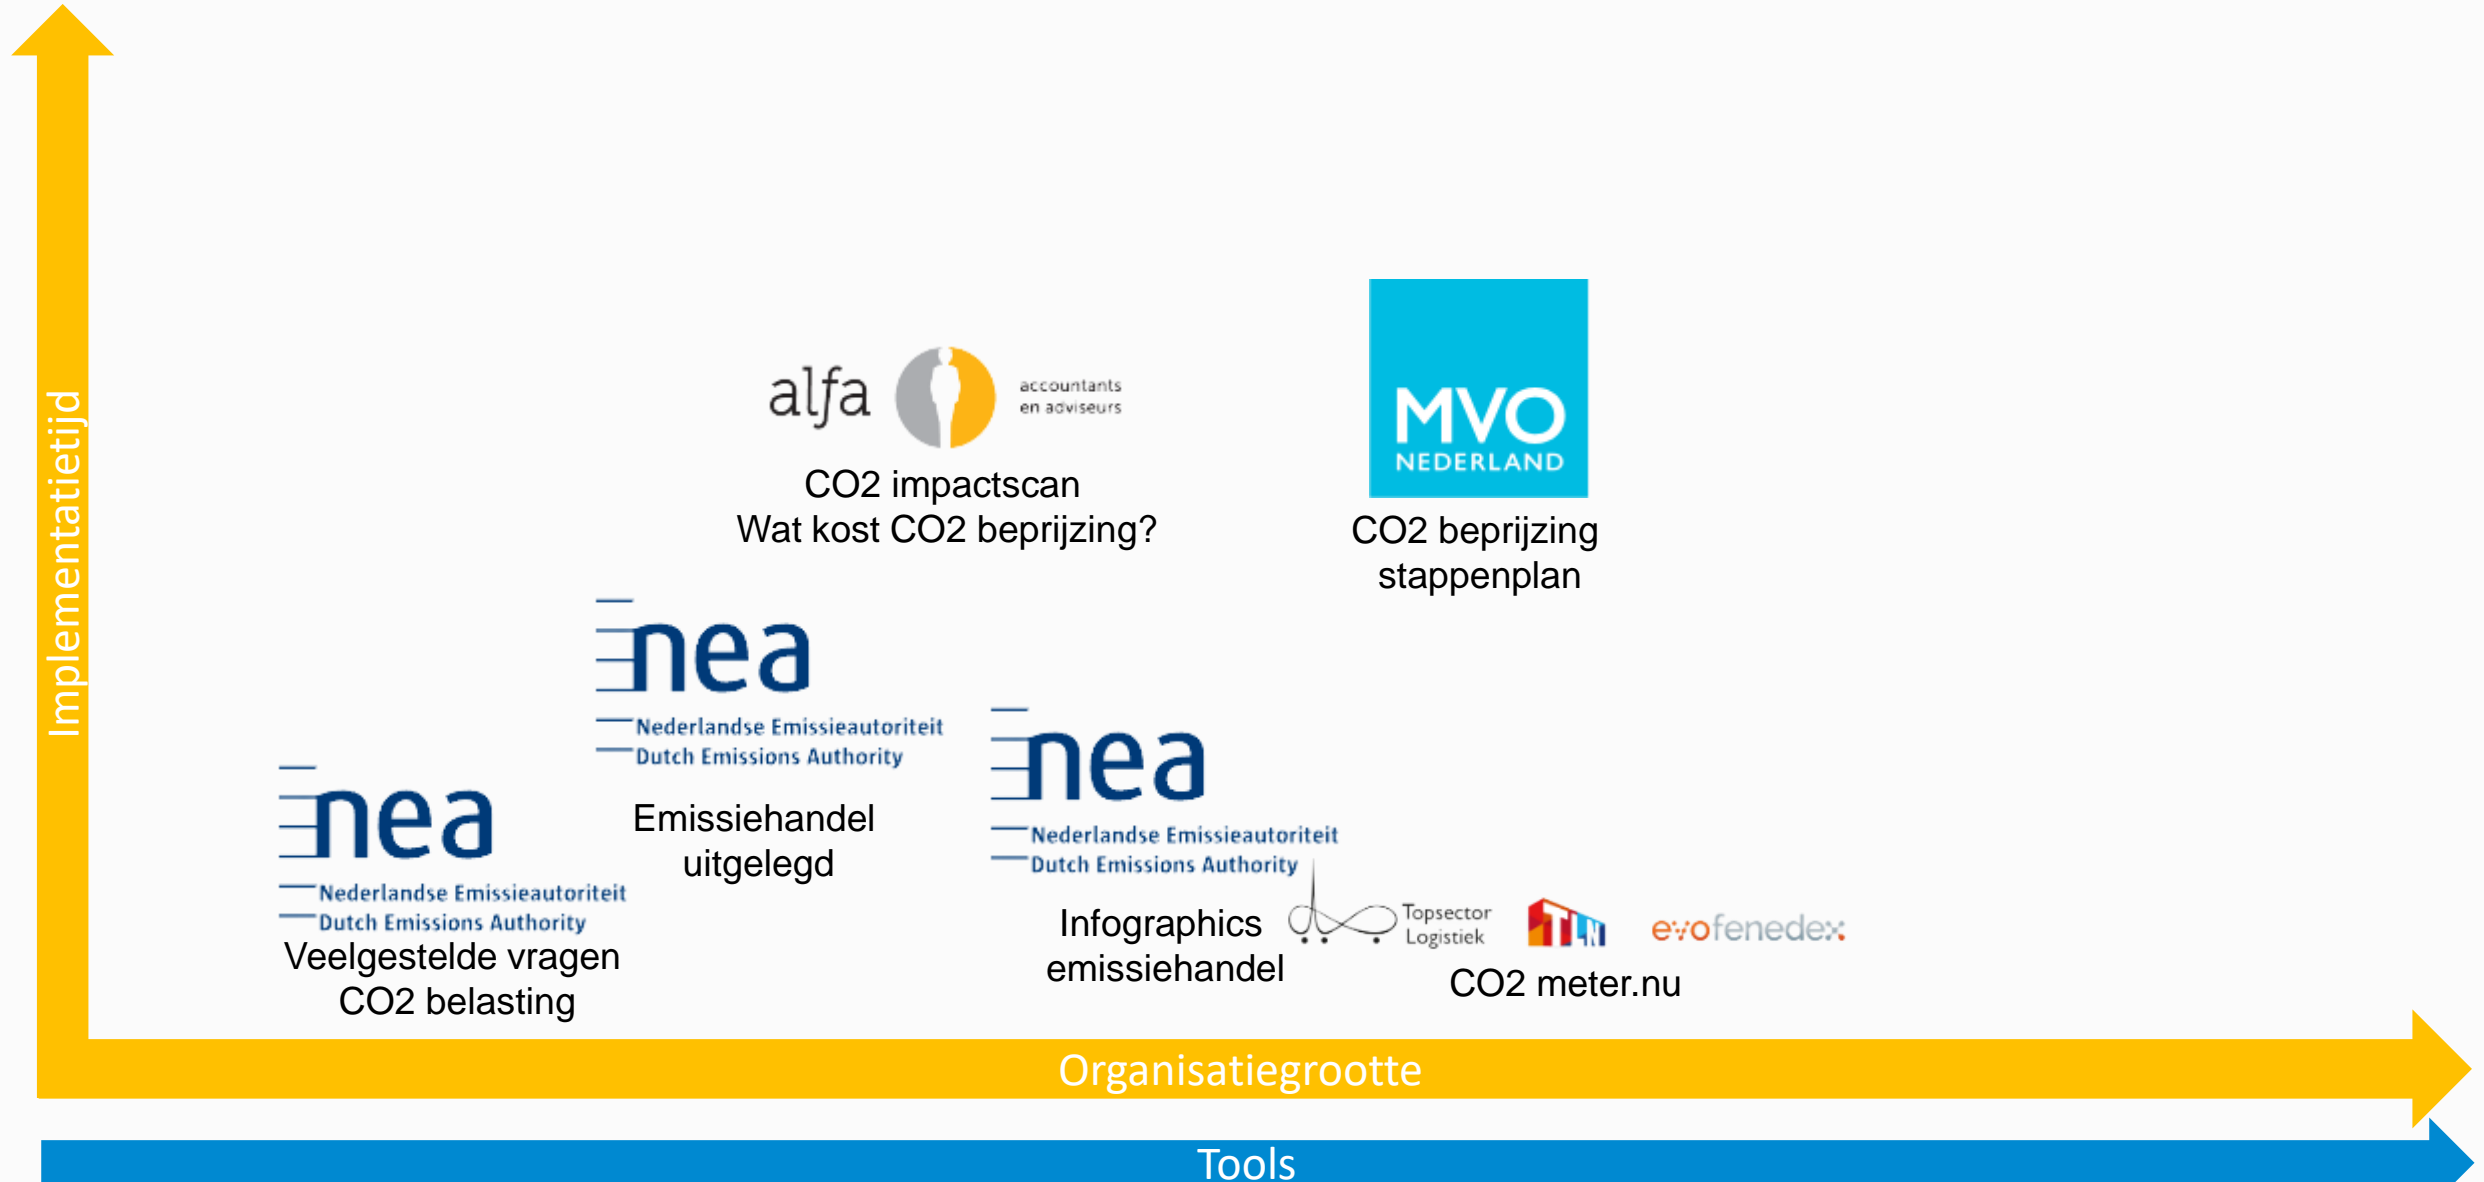 Implementatietijd
alfa
accountants
en adviseurs
CO2 impactscan
Wat kost CO2 beprijzing?
MVO
NEDERLAND
CO2 beprijzing
stappenplan
nea
Nederlandse Emissieautoriteit
Dutch Emissions Authority
Emissiehandel
uitgelegd
nea
Nederlandse Emissieautoriteit
Dutch Emissions Authority
Veelgestelde vragen
CO2 belasting
nea
Nederlandse Emissieautoriteit
Dutch Emissions Authority
Infographics
emissiehandel
Topsector
Logistiek
TLN
evofenedex
CO2 meter.nu
Organisatiegrootte
Tools